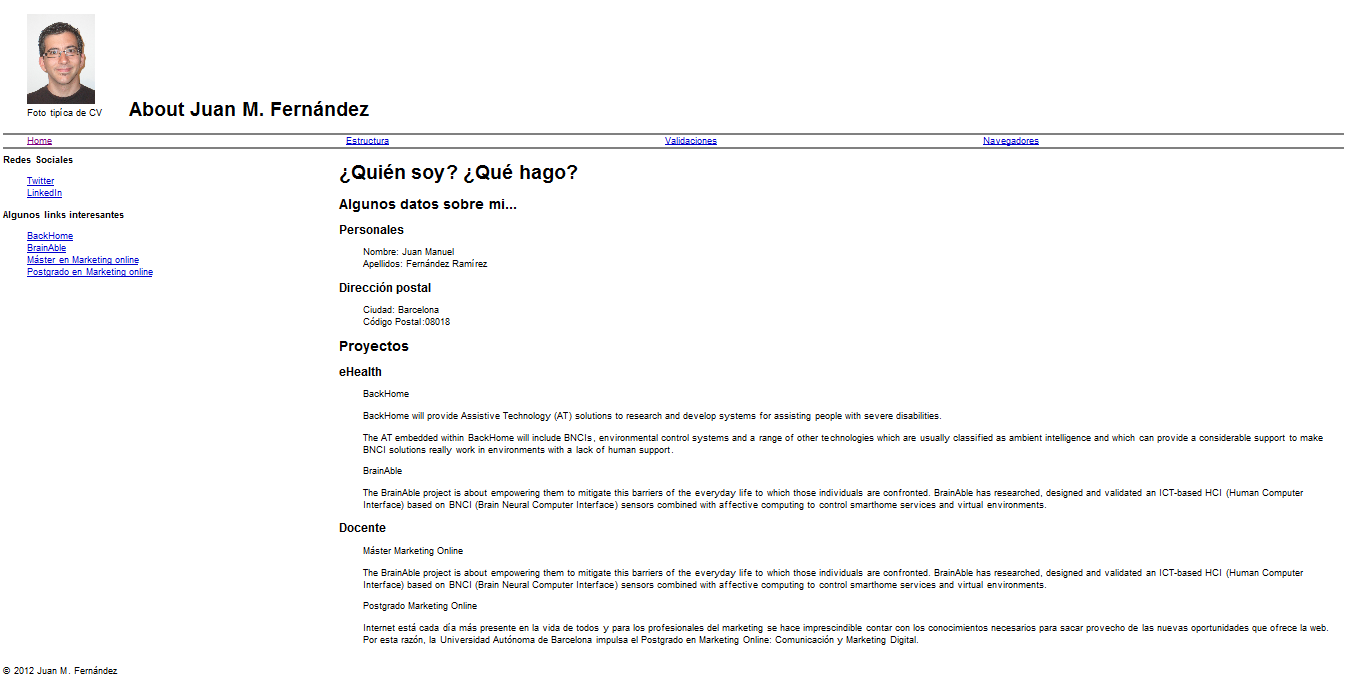 Foto típica de CV
About Juan M. Fernández
Home
Estructura
Validaciones
Navegadores
Redes Sociales
Twitter
LinkedIn
Algunos links interesantes
BackHome
BrainAble
Máster en Marketing online
Postgrado en Marketing online
¿Quién soy? ¿Qué hago?
Algunos datos sobre mi...
Personales
Nombre: Juan Manuel
Apellidos: Fernández Ramírez
Dirección postal
Ciudad: Barcelona
Código Postal:08018
Proyectos
eHealth
BackHome
BackHome will provide Assistive Technology (AT) solutions to research and develop systems for assisting people with severe disabilities.
The AT embedded within BackHome will include BNCIs, environmental control systems and a range of other technologies which are usually classified as ambient intelligence and which can provide a considerable support to make
BNCI solutions really work in environments with a lack of human support.
BrainAble
The BrainAble project is about empowering them to mitigate this barriers of the everyday life to which those individuals are confronted. BrainAble has researched, designed and validated an ICT-based HCI (Human Computer
Interface) based on BNCI (Brain Neural Computer Interface) sensors combined with affective computing to control smarthome services and virtual environments.
Docente
Máster Marketing Online
The BrainAble project is about empowering them to mitigate this barriers of the everyday life to which those individuals are confronted. BrainAble has researched, designed and validated an ICT-based HCI (Human Computer
Interface) based on BNCI (Brain Neural Computer Interface) sensors combined with affective computing to control smarthome services and virtual environments.
Postgrado Marketing Online
Internet está cada día más presente en la vida de todos y para los profesionales del marketing se hace imprescindible contar con los conocimientos necesarios para sacar provecho de las nuevas oportunidades que ofrece la web.
Por esta razón, la Universidad Autónoma de Barcelona impulsa el Postgrado en Marketing Online: Comunicación y Marketing Digital.
© 2012 Juan M. Fernández